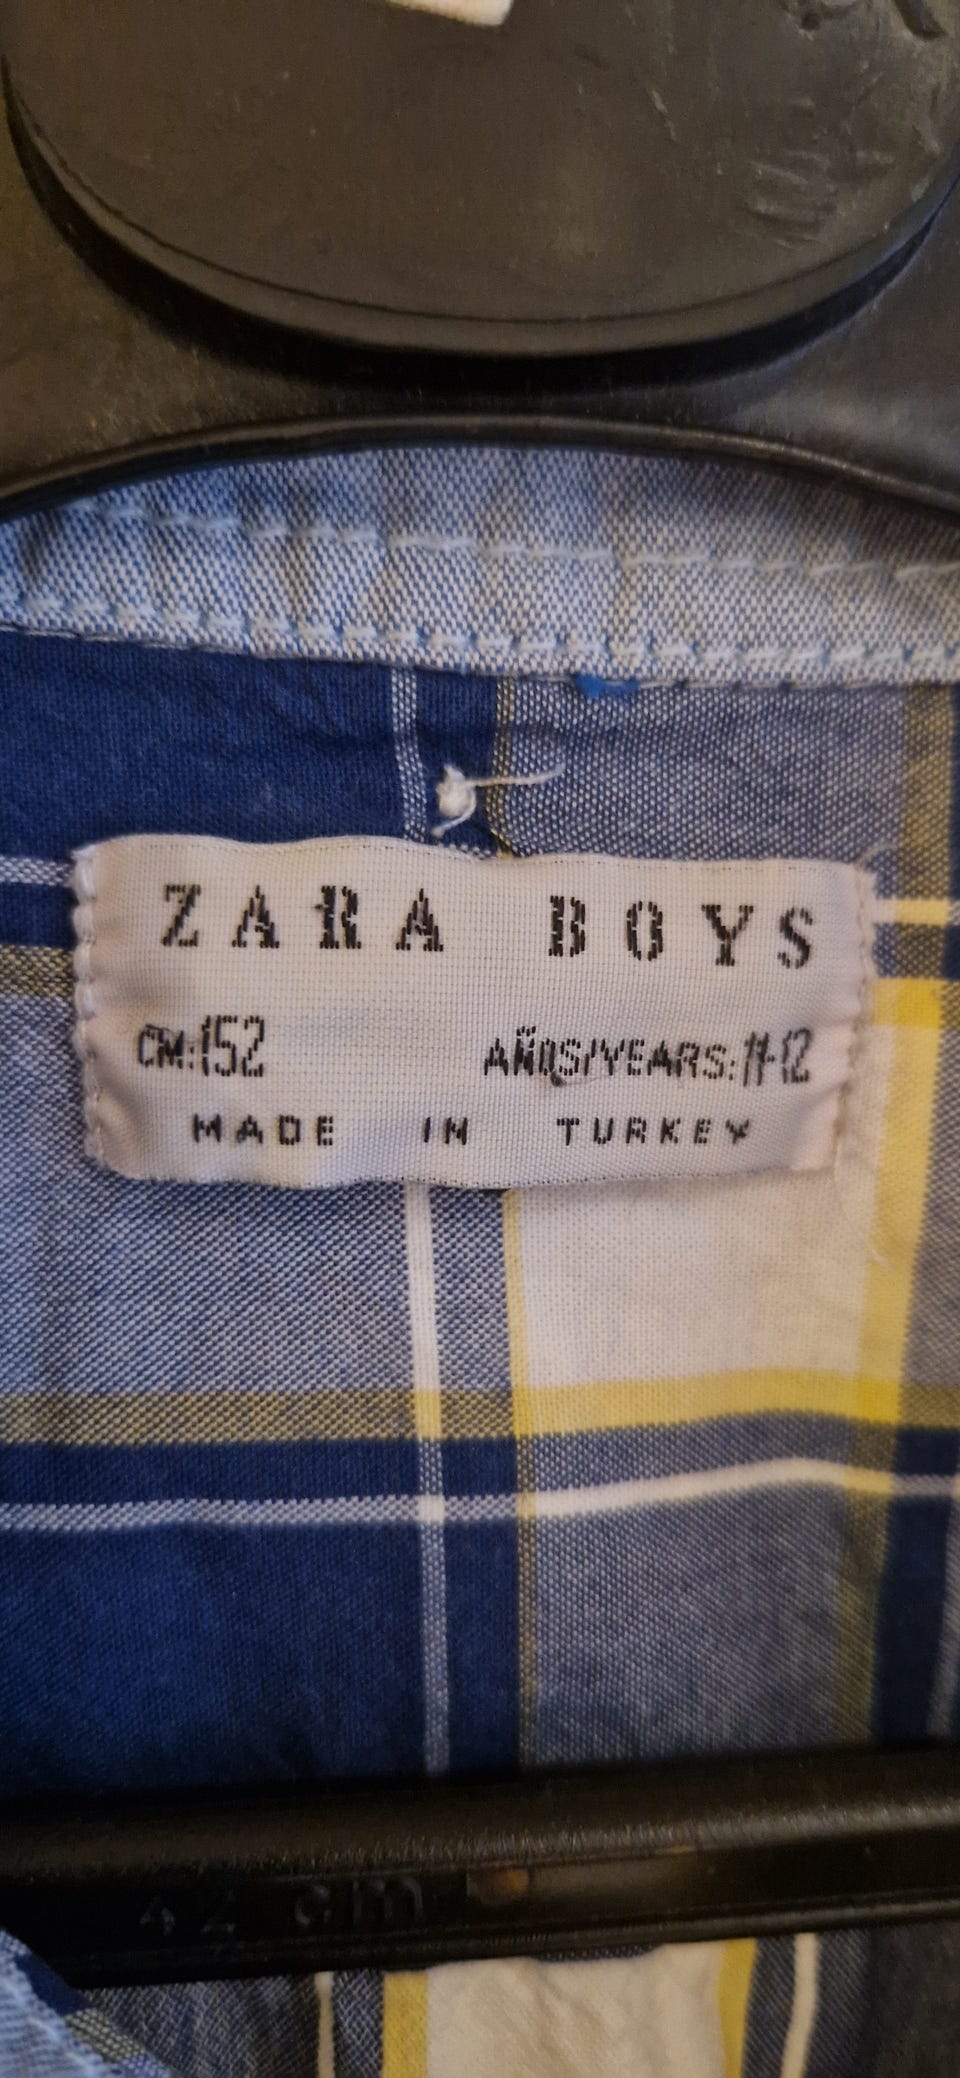 ZARA BOYS
CM:152 AÑOS/YEARS:11-12
MADE IN TURKEY
42 cm